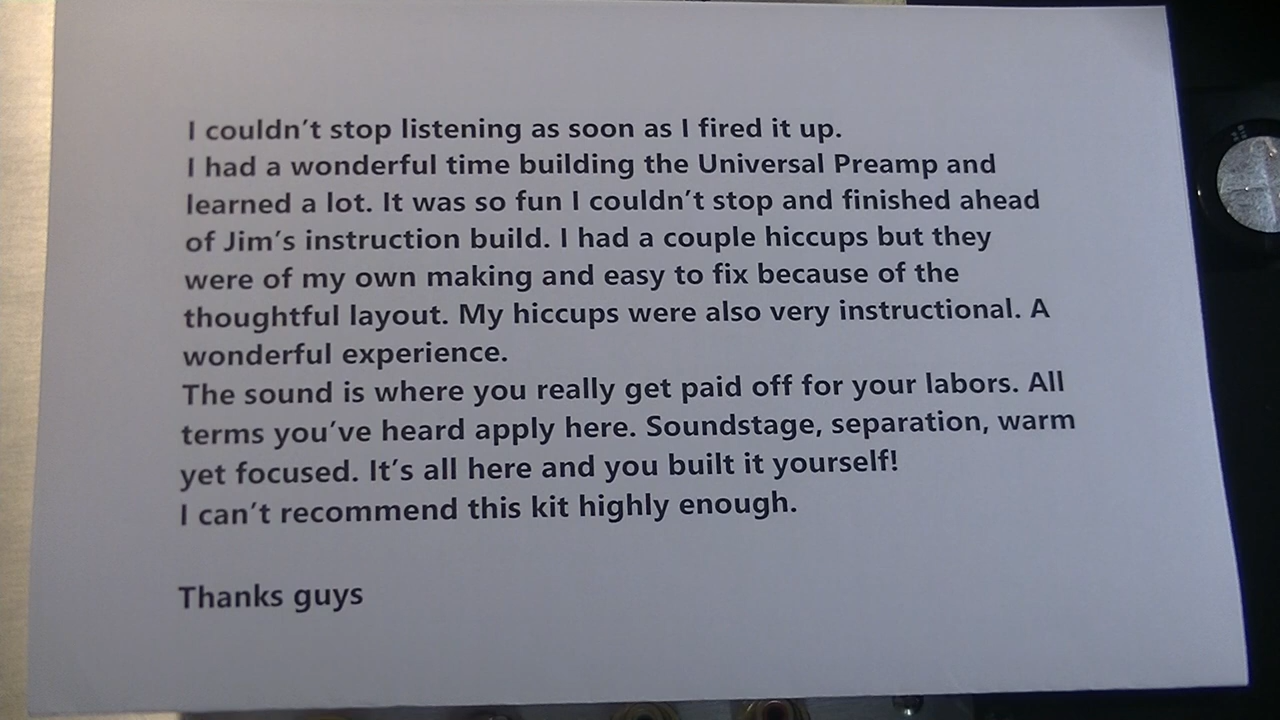 I couldn't stop listening as soon as I fired it up.
I had a wonderful time building the Universal Preamp and
learned a lot. It was so fun I couldn't stop and finished ahead
of Jim's instruction build. I had a couple hiccups but they
were of my own making and easy to fix because of the
thoughtful layout. My hiccups were also very instructional. A
wonderful experience.
The sound is where you really get paid off for your labors. All
terms you've heard apply here. Soundstage, separation, warm
yet focused. It's all here and you built it yourself!
I can't recommend this kit highly enough.
Thanks guys